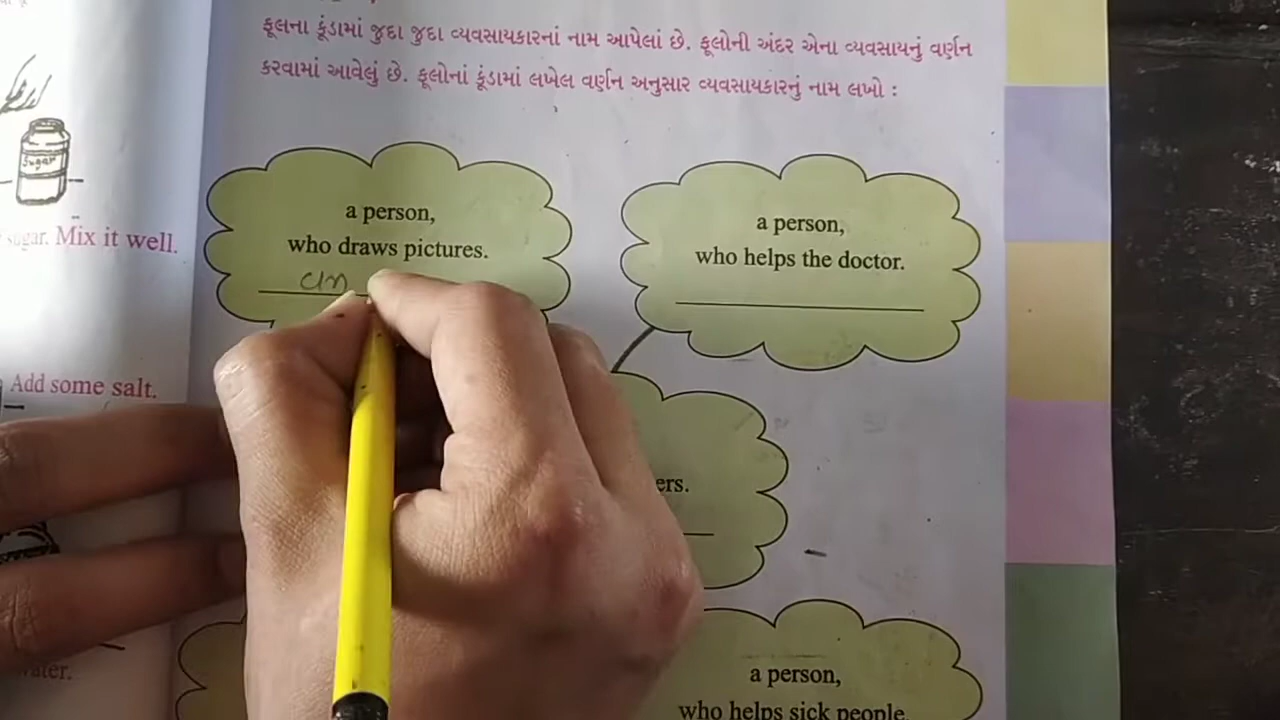 ફૂલના કૂંડામાં જુદા જુદા વ્યવસાયકારનાં નામ આપેલાં છે. ફૂલોની અંદર એના વ્યવસાયનું વર્ણન
કરવામાં આવેલું છે. ફૂલોનાં કૂંડામાં લખેલ વર્ણન અનુસાર વ્યવસાયકારનું નામ લખો :
Sugar
sugar. Mix it well.
Add some salt.
a person,
who draws pictures.
a person,
who helps the doctor.
ers.
a person,
who helps sick people.